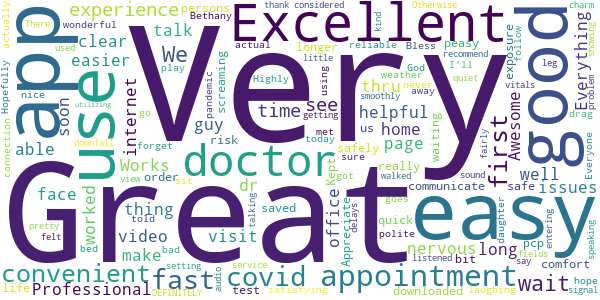 Very
Great
easy
good
app
use
Excellent
doctor
appointment
covid
convenient
fast
wait
first
experience
We
talk
clear
easier
soon
able
face
thing
video
visit
make
Professional
worked
Works
internet
guy
dr
office
time
see
helpful
home
page
thru
us
safely
really
nervous
long
well
issues
Everything
Awesome
longer
waiting
exposure
communicate
safe
quick
pcp
comfort
bit
downloaded
test
saved
order
told
risk
screaming
Appreciate
Kept
life
Hopefully
connection
wonderful
actually
There
used
nice
persons
Bethany
kind
play
pandemic
utilizing
downfall
pretty
felt
view
bed
bad
go
forget
sit
setting
DEFINITELY
audio
service
satisfying
talking
got
delays
polite
listened
today
walked
sure
met
getting
using
little
actual
Highly
God
Bless
thank considered
reliable
weather
away
never
smoothly
fairly
goes
daughter
sound
entering
fields
say
laughing
hope
signal
Everyone
speaking
drag
vitals
quiet
follow
peasy
I'll
recommend
Otherwise
charm
showing
problem
leg